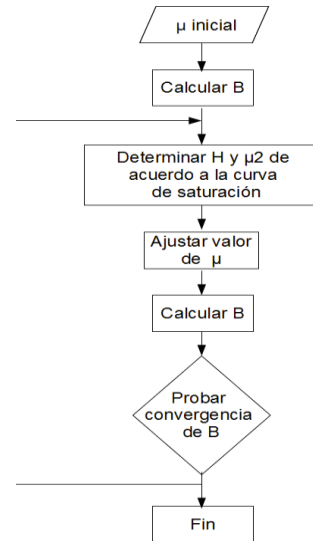 μ inicial
Calcular B
Determinar H y μ2 de
acuerdo a la curva
de saturación
Ajustar valor
de μ
Calcular B
Probar
convergencia
de B
Fin